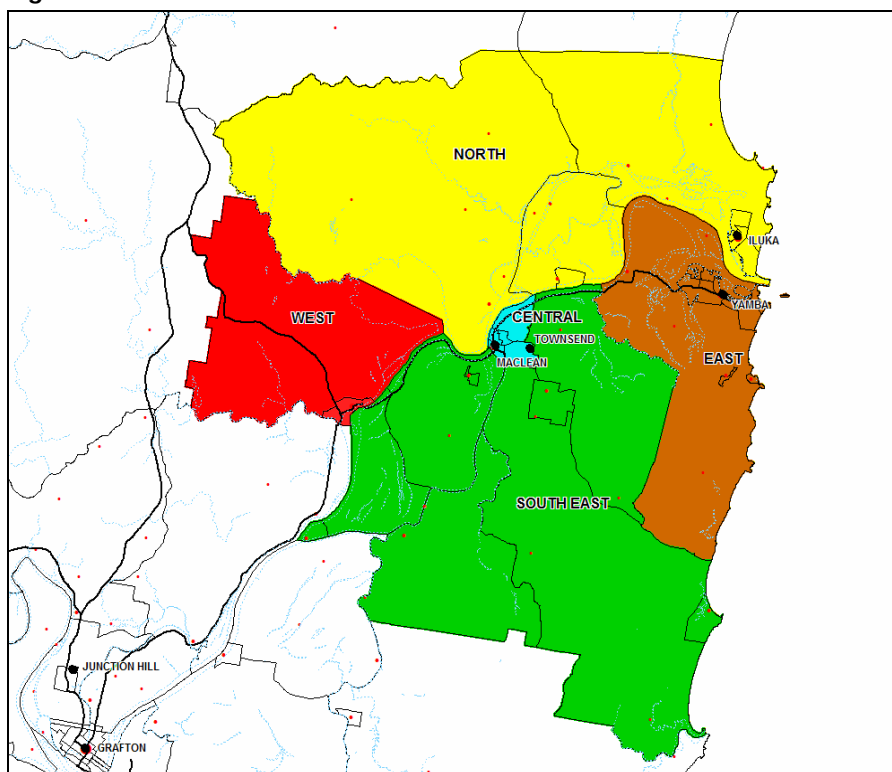 NORTH
ILUKA
YAMBA
WEST
CENTRAL
TOWNSEND
MACLEAN
EAST
SOUTH EAST
JUNCTION HILL
GRAFTON